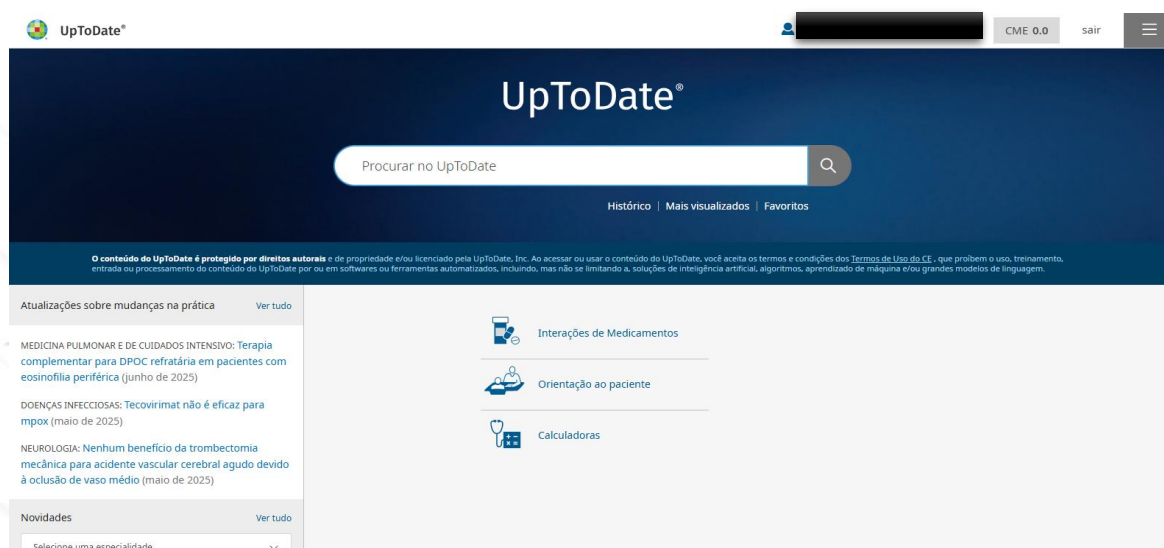 UpToDate®
CME 0.0
sair
UpToDate®
Procurar no UpToDate
Histórico | Mais visualizados | Favoritos
O conteúdo do UpToDate é protegido por direitos autorais e de propriedade e/ou licenciado pela UpToDate, Inc. Ao acessar ou usar o conteúdo do UpToDate, você aceita os termos e condições dos Termos de Uso do CE , que proíbem o uso, treinamento,
entrada ou processamento do conteúdo do UpToDate por ou em softwares ou ferramentas automatizados, incluindo, mas não se limitando a, soluções de inteligência artificial, algoritmos, aprendizado de máquina e/ou grandes modelos de linguagem.
Atualizações sobre mudanças na prática
Ver tudo
MEDICINA PULMONAR E DE CUIDADOS INTENSIVO: Terapia
complementar para DPOC refratária em pacientes com
eosinofilia periférica (junho de 2025)
DOENÇAS INFECCIOSAS: Tecovirimat não é eficaz para
mpox (maio de 2025)
NEUROLOGIA: Nenhum benefício da trombectomia
mecânica para acidente vascular cerebral agudo devido
à oclusão de vaso médio (maio de 2025)
Novidades
Ver tudo
Selecione uma especialidade
Interações de Medicamentos
Orientação ao paciente
Calculadoras